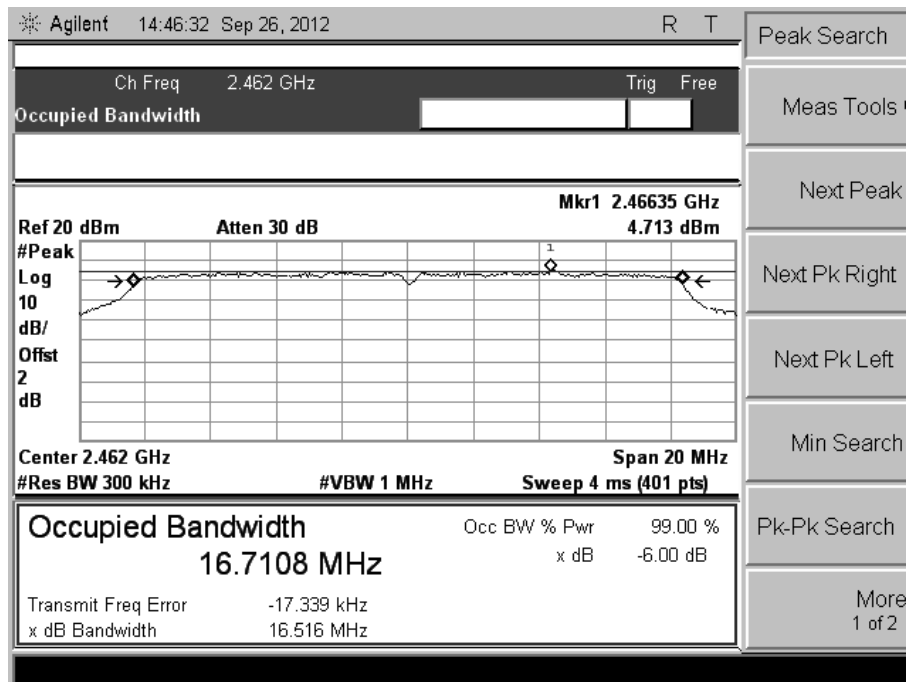 Agilent 14:46:32 Sep 26, 2012 R T
Ch Freq 2.462 GHz Trig Free
Occupied Bandwidth
Mkr1 2.46635 GHz
Ref 20 dBm Atten 30 dB 4.713 dBm
#Peak
Log
10
dB/
Offst
2
dB
1
Center 2.462 GHz Span 20 MHz
#Res BW 300 kHz #VBW 1 MHz Sweep 4 ms (401 pts)
Occupied Bandwidth Occ BW % Pwr 99.00 %
16.7108 MHz x dB -6.00 dB
Transmit Freq Error -17.339 kHz
x dB Bandwidth 16.516 MHz
Peak Search
Meas Tools
Next Peak
Next Pk Right
Next Pk Left
Min Search
Pk-Pk Search
More
1 of 2